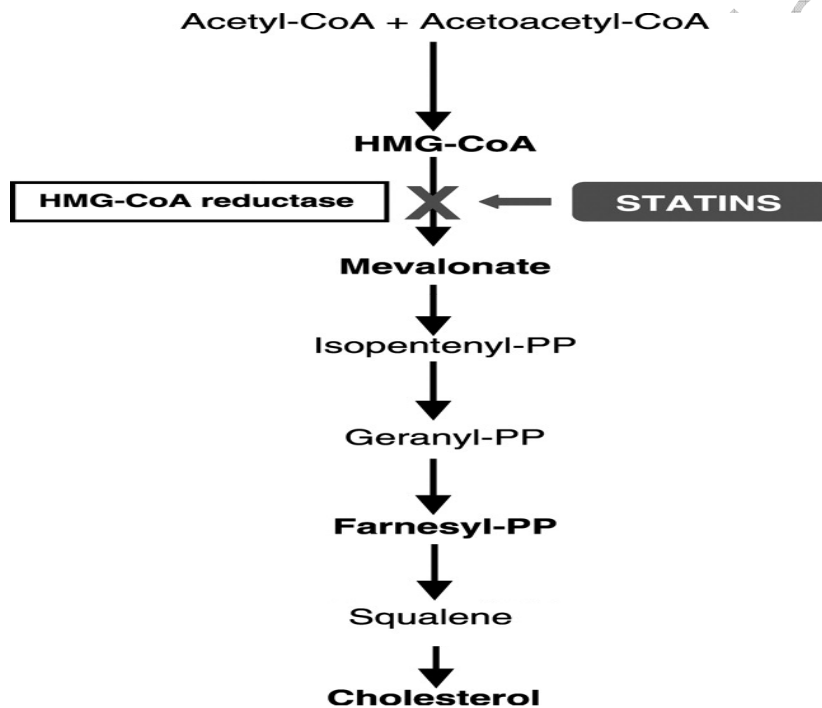 Acetyl-CoA + Acetoacetyl-CoA
HMG-CoA
HMG-CoA reductase
STATINS
Mevalonate
Isopentenyl-PP
Geranyl-PP
Farnesyl-PP
Squalene
Cholesterol